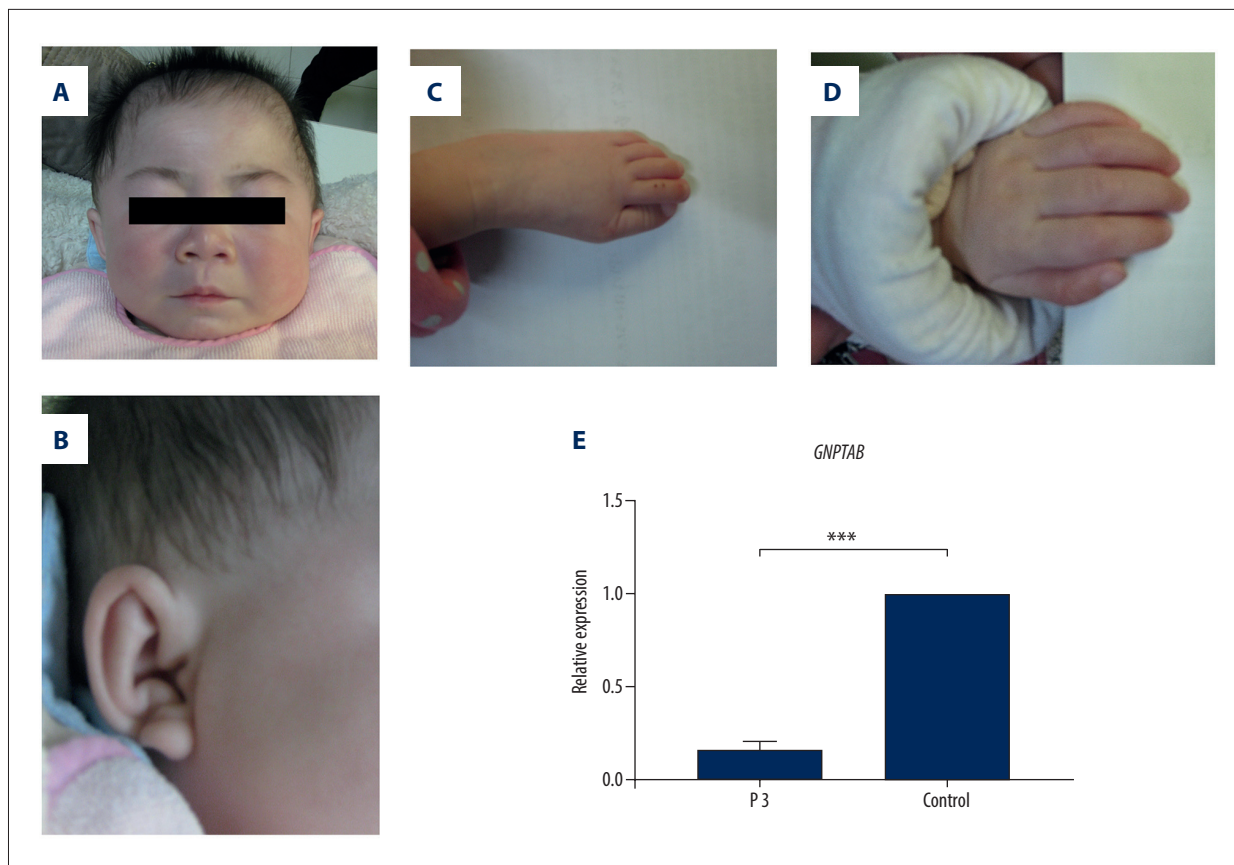 A
C
D
B
E
GNPTAB
1.5
***
1.0
Relative expression
0.5
0.0
P 3
Control